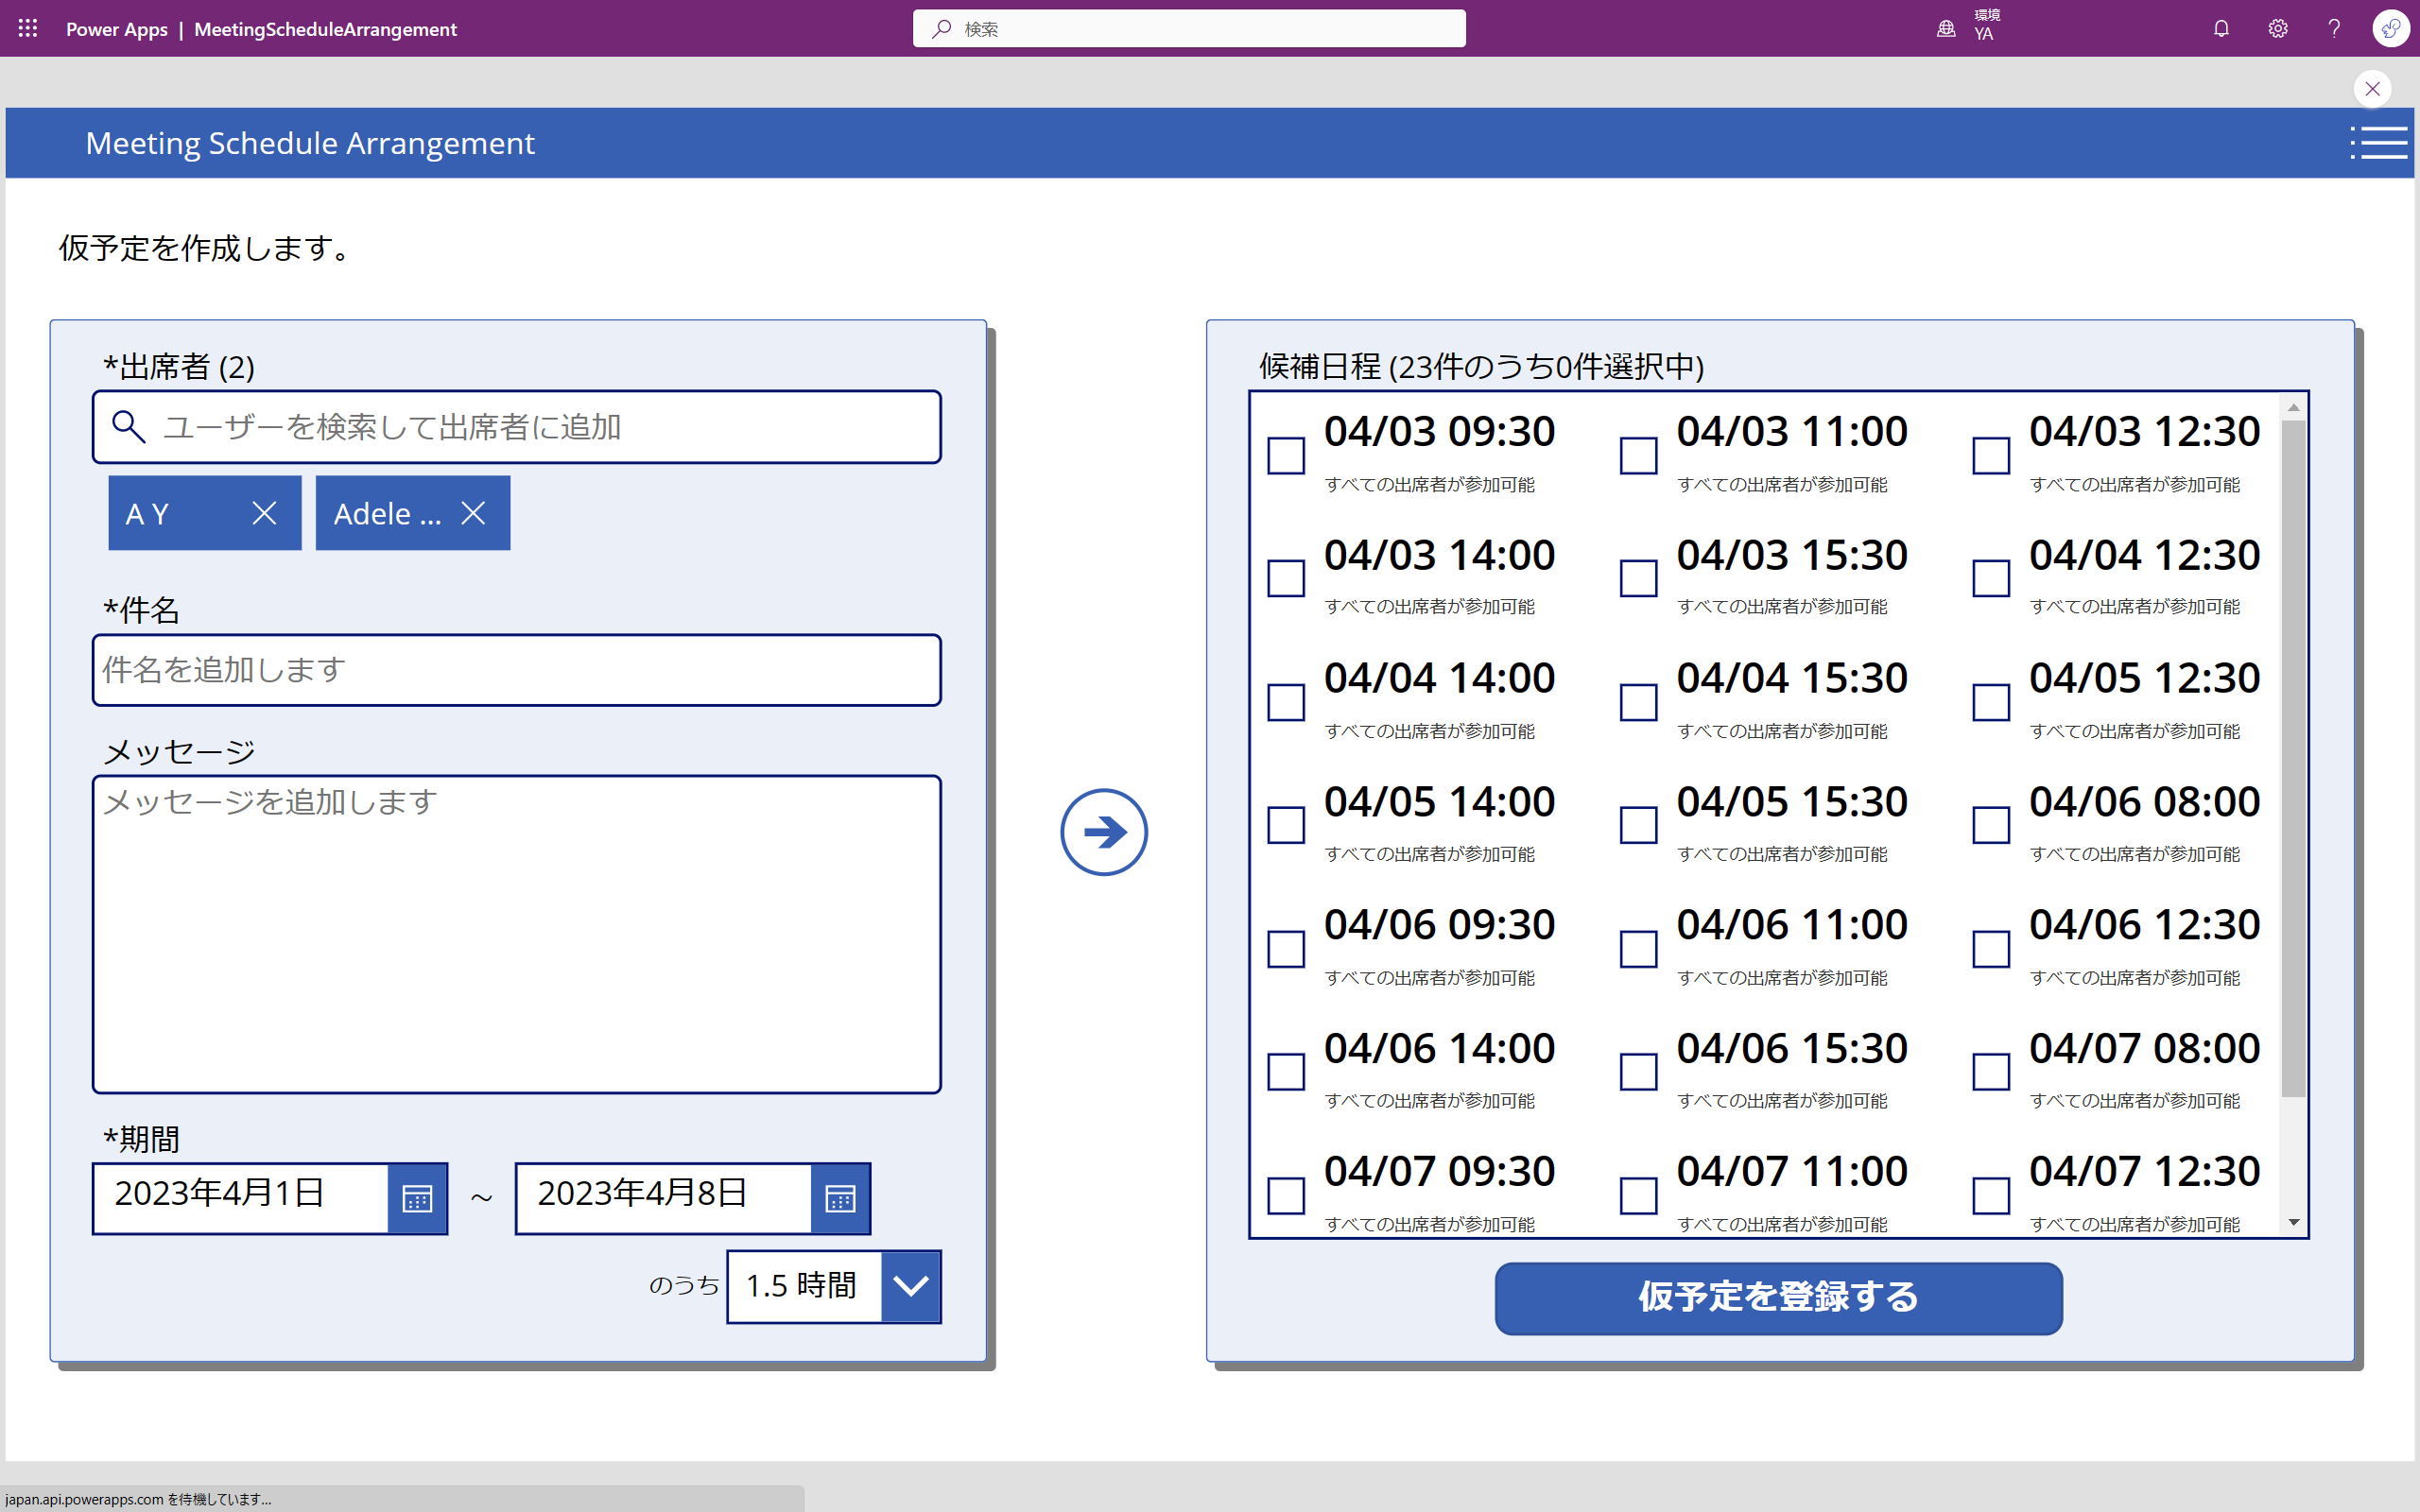 Power Apps | MeetingScheduleArrangement
検索
環境
YA
Meeting Schedule Arrangement
仮予定を作成します。
*出席者 (2)
ユーザーを検索して出席者に追加
A Y
Adele ...
*件名
件名を追加します
メッセージ
メッセージを追加します
*期間
2023年4月1日 ~ 2023年4月8日
のうち 1.5 時間
候補日程 (23件のうち0件選択中)
04/03 09:30 04/03 11:00 04/03 12:30
すべての出席者が参加可能 すべての出席者が参加可能 すべての出席者が参加可能
04/03 14:00 04/03 15:30 04/04 12:30
すべての出席者が参加可能 すべての出席者が参加可能 すべての出席者が参加可能
04/04 14:00 04/04 15:30 04/05 12:30
すべての出席者が参加可能 すべての出席者が参加可能 すべての出席者が参加可能
04/05 14:00 04/05 15:30 04/06 08:00
すべての出席者が参加可能 すべての出席者が参加可能 すべての出席者が参加可能
04/06 09:30 04/06 11:00 04/06 12:30
すべての出席者が参加可能 すべての出席者が参加可能 すべての出席者が参加可能
04/06 14:00 04/06 15:30 04/07 08:00
すべての出席者が参加可能 すべての出席者が参加可能 すべての出席者が参加可能
04/07 09:30 04/07 11:00 04/07 12:30
すべての出席者が参加可能 すべての出席者が参加可能 すべての出席者が参加可能
仮予定を登録する
japan.api.powerapps.com を待機しています...